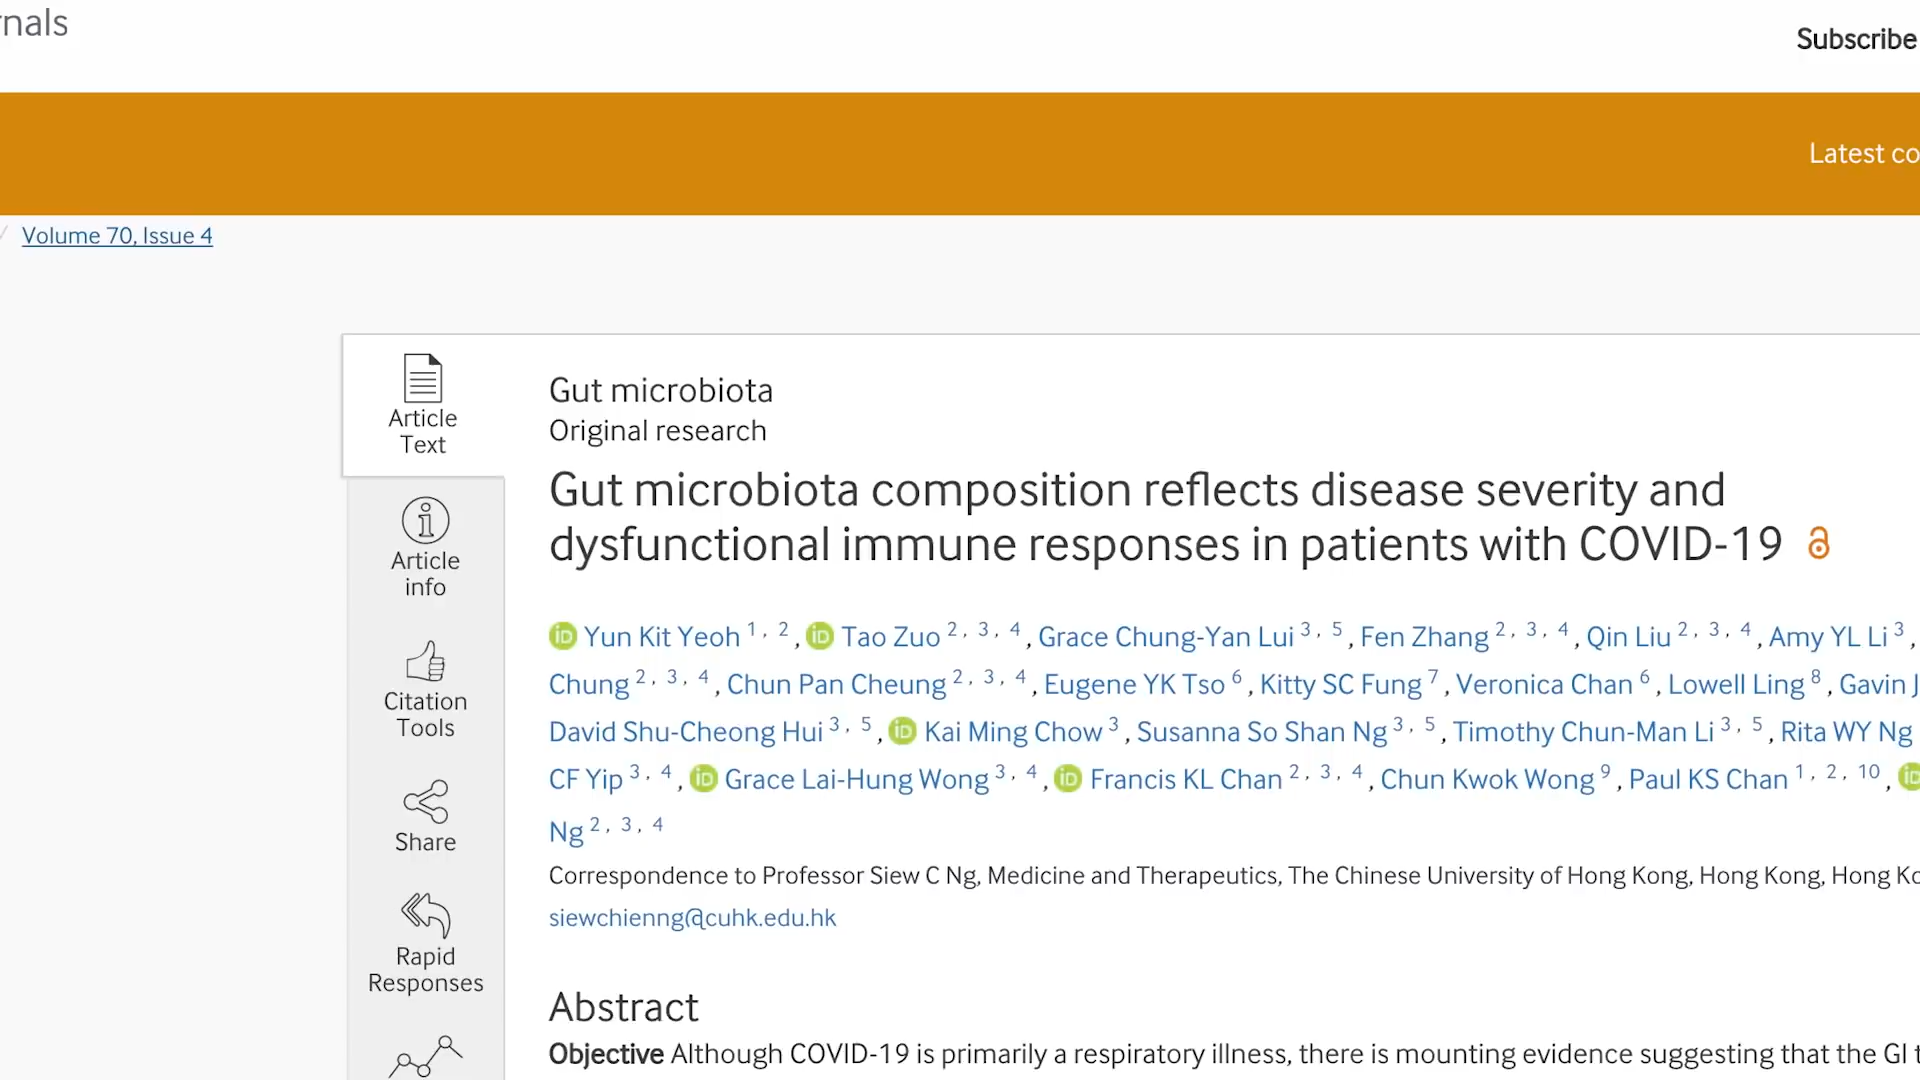 Subscribe
Latest
Volume 70, Issue 4
Article
Text
Article
info
Citation
Tools
Share
Rapid
Responses
Gut microbiota
Original research
Gut microbiota composition reflects disease severity and
dysfunctional immune responses in patients with COVID-19
iD Yun Kit Yeoh 1, 2, iD Tao Zuo 2, 3, 4, Grace Chung-Yan Lui 3, 5, Fen Zhang 2, 3, 4, Qin Liu 2, 3, 4, Amy YL Li 3,
Chung 2, 3, 4, Chun Pan Cheung 2, 3, 4, Eugene YK Tso 6, Kitty SC Fung 7, Veronica Chan 6, Lowell Ling 8, Gavin
David Shu-Cheong Hui 3, 5, iD Kai Ming Chow 3, Susanna So Shan Ng 3, 5, Timothy Chun-Man Li 3, 5, Rita WY Ng
CF Yip 3, 4, iD Grace Lai-Hung Wong 3, 4, iD Francis KL Chan 2, 3, 4, Chun Kwok Wong 9, Paul KS Chan 1, 2, 10,
Ng 2, 3, 4
Correspondence to Professor Siew C Ng, Medicine and Therapeutics, The Chinese University of Hong Kong, Hong Kong, Hong
siewchienng@cuhk.edu.hk
Abstract
Objective Although COVID-19 is primarily a respiratory illness, there is mounting evidence suggesting that the GI